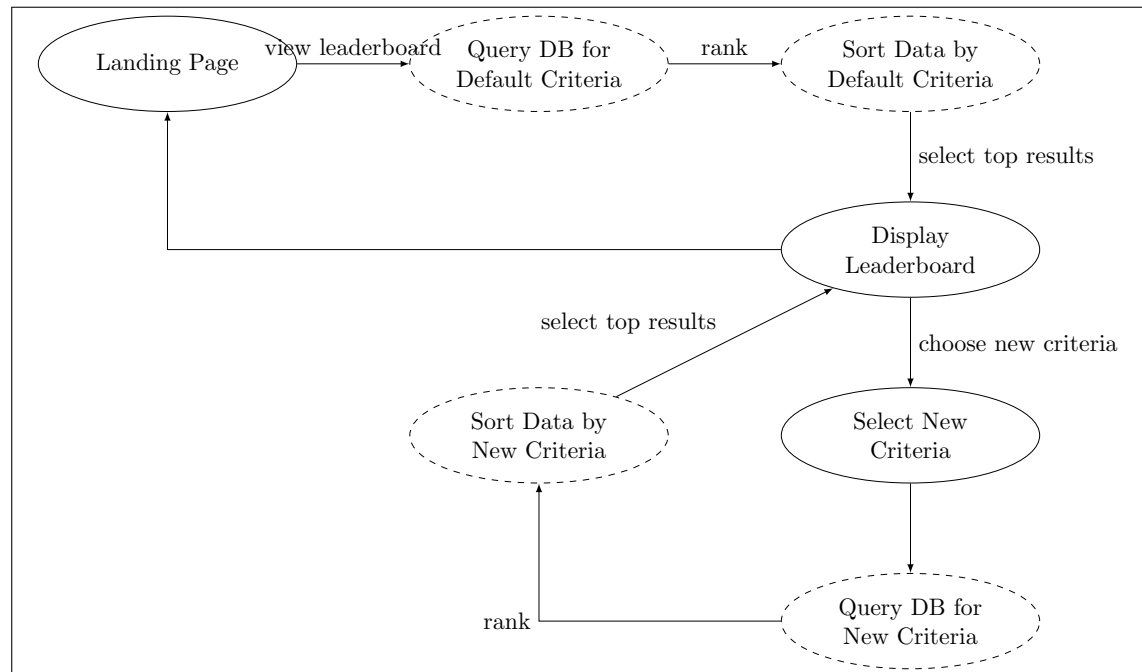 Landing Page
view leaderboard
Query DB for
Default Criteria
rank
Sort Data by
Default Criteria
select top results
Display
Leaderboard
select top results
choose new criteria
Sort Data by
New Criteria
Select New
Criteria
rank
Query DB for
New Criteria